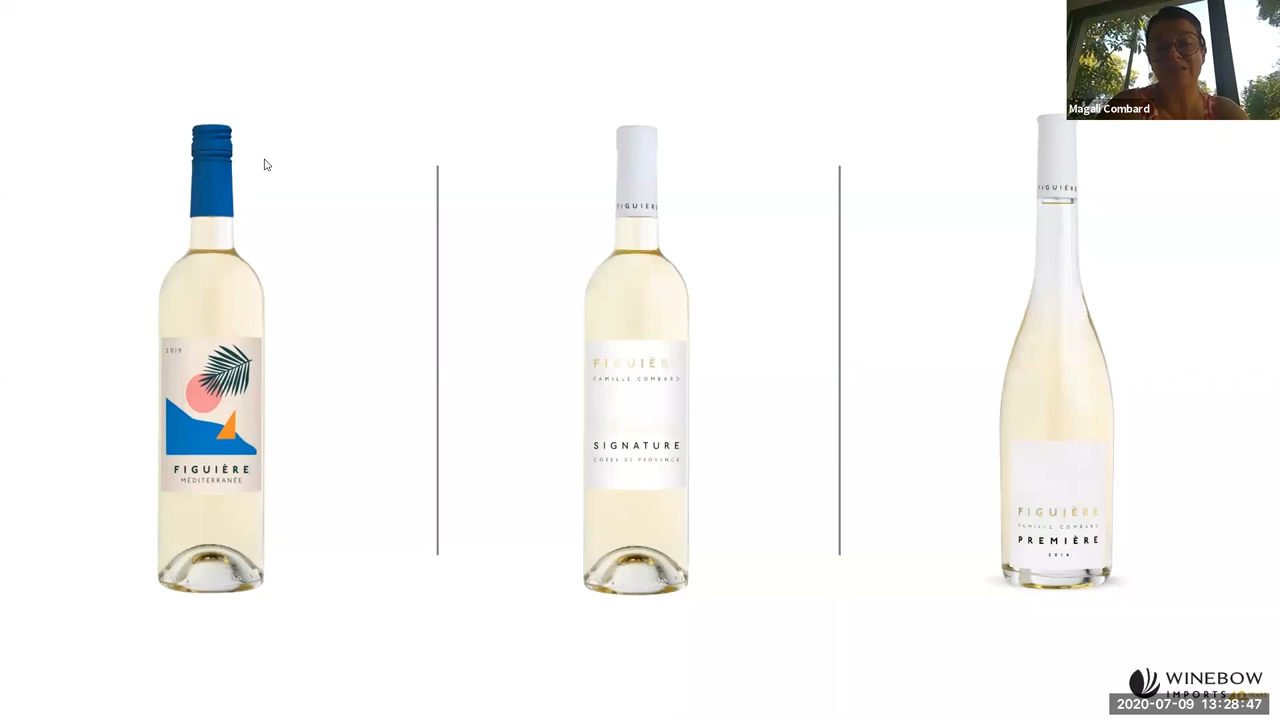 Magali Combard
2019
FIGUIÈRE
MÉDITERRANÉE
FIGUIÈRE
FIGUIÈRE
FAMILLE COMBARD
SIGNATURE
CÔTES DE PROVENCE
FIGUIÈRE
FIGUIÈRE
FAMILLE COMBARD
PREMIÈRE
WINEBOW
IMPORTS
2020-07-09 13:28:47